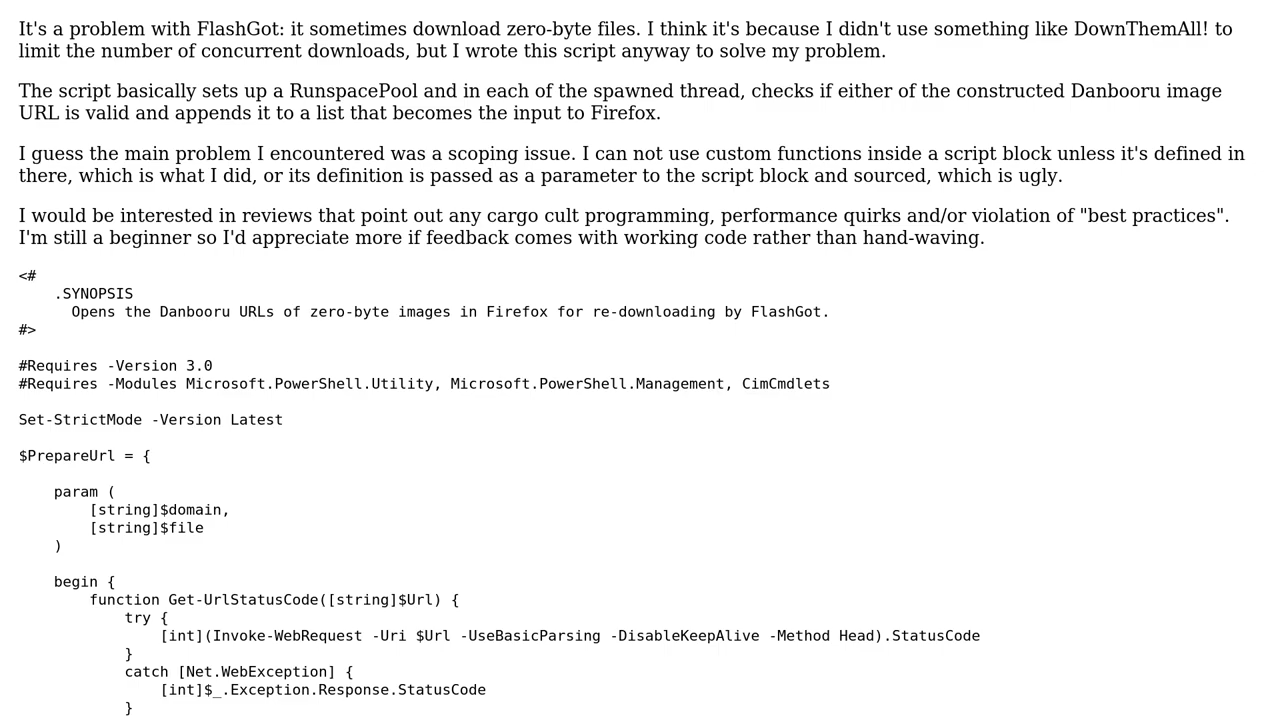 It's a problem with FlashGot: it sometimes download zero-byte files. I think it's because I didn't use something like DownThemAll! to
limit the number of concurrent downloads, but I wrote this script anyway to solve my problem.
The script basically sets up a RunspacePool and in each of the spawned thread, checks if either of the constructed Danbooru image
URL is valid and appends it to a list that becomes the input to Firefox.
I guess the main problem I encountered was a scoping issue. I can not use custom functions inside a script block unless it's defined in
there, which is what I did, or its definition is passed as a parameter to the script block and sourced, which is ugly.
I would be interested in reviews that point out any cargo cult programming, performance quirks and/or violation of "best practices".
I'm still a beginner so I'd appreciate more if feedback comes with working code rather than hand-waving.
<#
    .SYNOPSIS
      Opens the Danbooru URLs of zero-byte images in Firefox for re-downloading by FlashGot.
#>
#Requires -Version 3.0
#Requires -Modules Microsoft.PowerShell.Utility, Microsoft.PowerShell.Management, CimCmdlets
Set-StrictMode -Version Latest
$PrepareUrl = {
    param (
        [string]$domain,
        [string]$file
    )
    begin {
        function Get-UrlStatusCode([string]$Url) {
            try {
                [int](Invoke-WebRequest -Uri $Url -UseBasicParsing -DisableKeepAlive -Method Head).StatusCode
            }
            catch [Net.WebException] {
                [int]$_.Exception.Response.StatusCode
            }